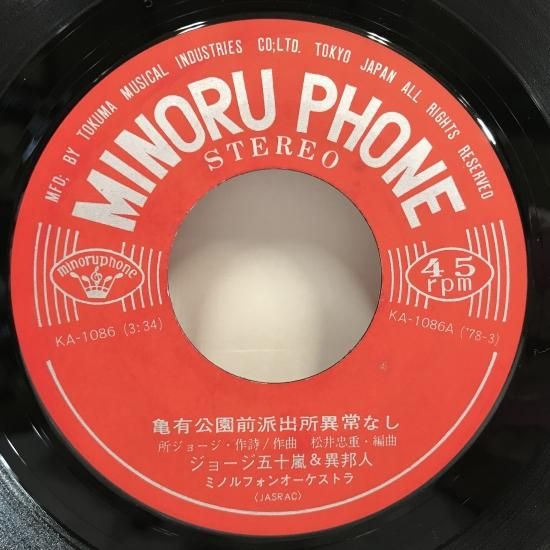 MFD; BY TOKUMA MUSICAL INDUSTRIES CO;LTD. TOKYO JAPAN ALL RIGHTS RESERVED
MINORU PHONE
STEREO
minoruphone
45
rpm
KA-1086 (3:34)
KA-1086A ('78-3)
亀有公園前派出所異常なし
所ジョージ・作詩/作曲 松井忠重・編曲
ジョージ五十嵐&異邦人
ミノルフォンオーケストラ
(JASRAC)